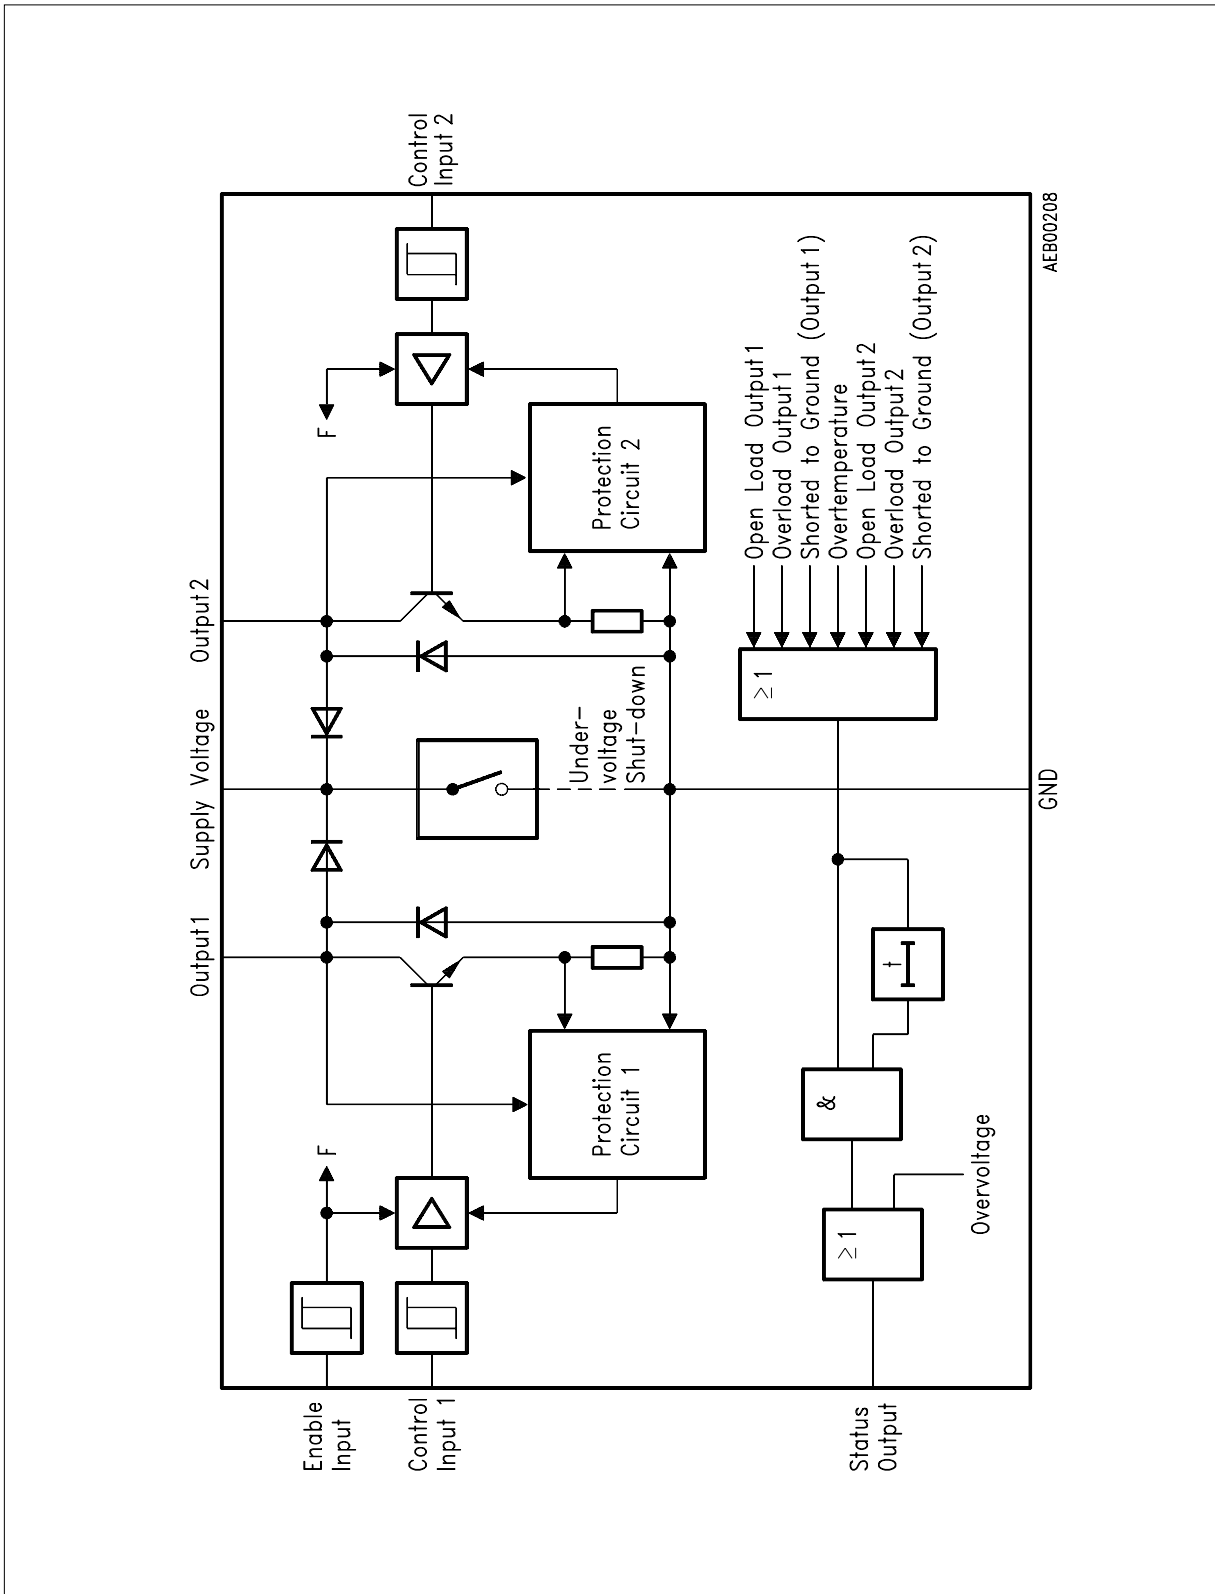 Output 1
Supply Voltage
Output 2
Enable
Input
F
F
Control
Input 1
Control
Input 2
Protection
Circuit 1
Under-
voltage
Shut-down
Protection
Circuit 2
≥ 1
Open Load Output 1
Overload Output 1
Shorted to Ground (Output 1)
Overtemperature
Open Load Output 2
Overload Output 2
Shorted to Ground (Output 2)
Status
Output
≥ 1
&
t
Overvoltage
GND
AEB00208